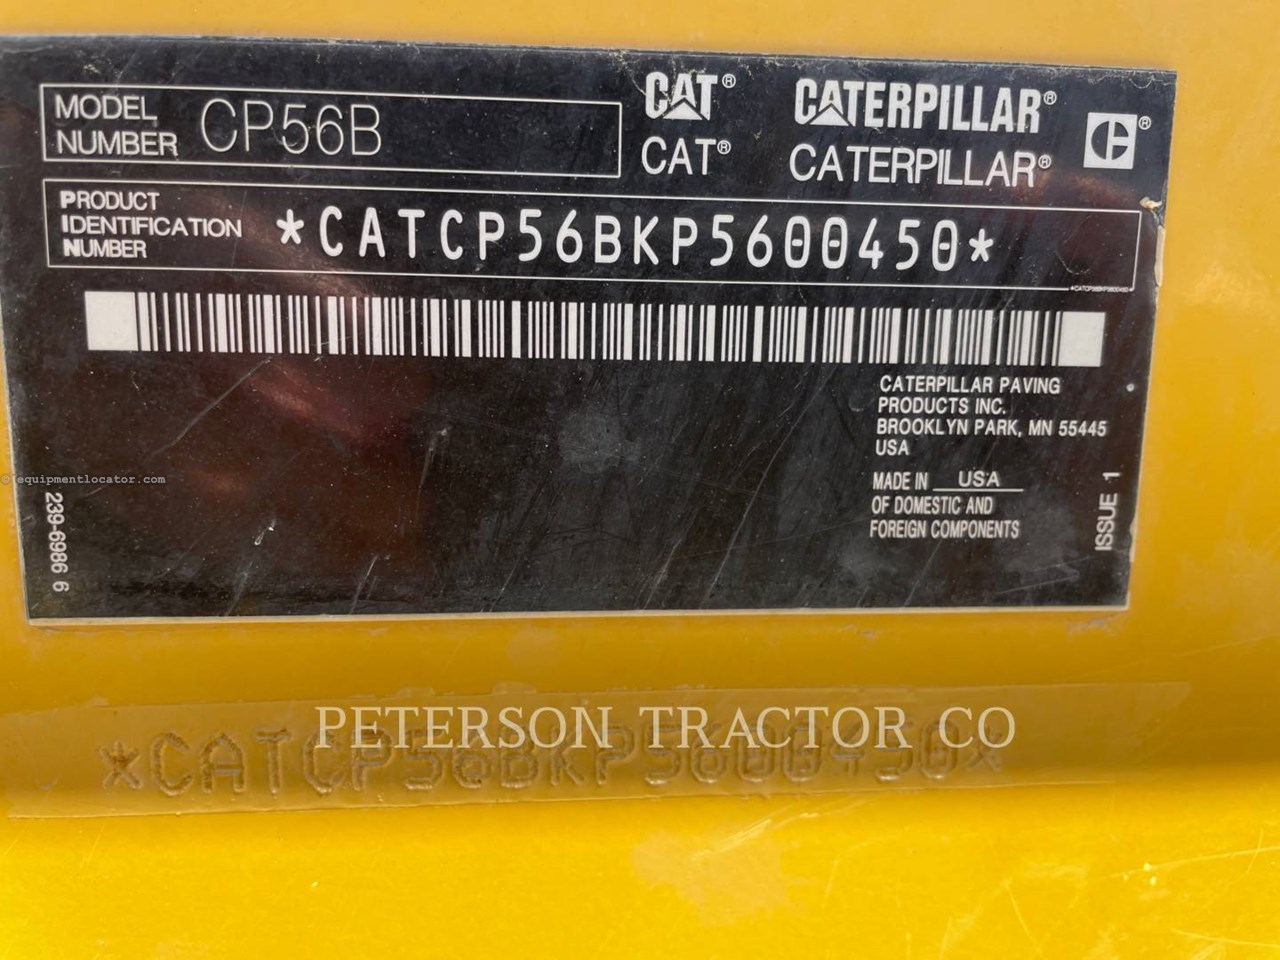 MODEL NUMBER CP56B
CAT® CATERPILLAR® ®
CAT® CATERPILLAR®
PRODUCT
IDENTIFICATION
NUMBER
*CATCP56BKP5600450*
*CATCP56BKP5600450
CATERPILLAR PAVING
PRODUCTS INC.
BROOKLYN PARK, MN 55445
USA
MADE IN USA
OF DOMESTIC AND
FOREIGN COMPONENTS
ISSUE 1
239-6986 6
equipmentlocator.com
PETERSON TRACTOR CO
*CATCP56BKP5600450*